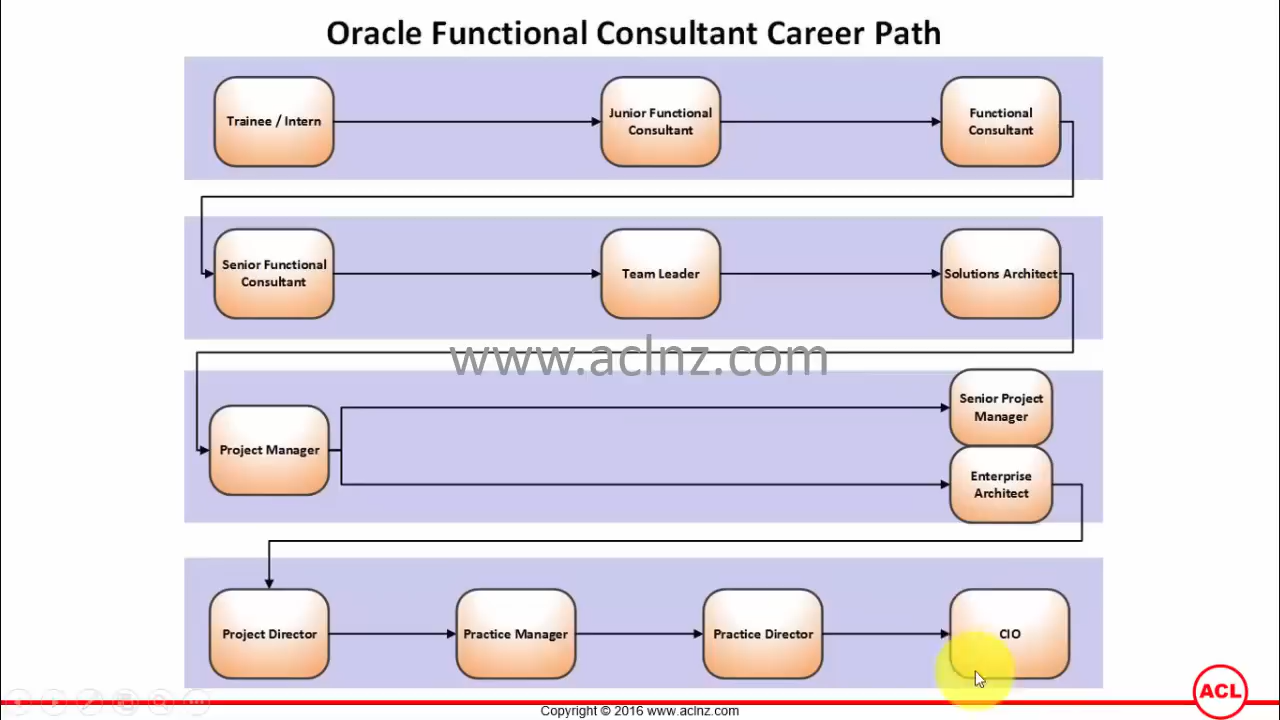 Oracle Functional Consultant Career Path
Trainee / Intern
Junior Functional
Consultant
Functional
Consultant
Senior Functional
Consultant
Team Leader
Solutions Architect
www.aclnz.com
Project Manager
Senior Project
Manager
Enterprise
Architect
Project Director
Practice Manager
Practice Director
CIO
ACL
Copyright © 2016 www.aclnz.com